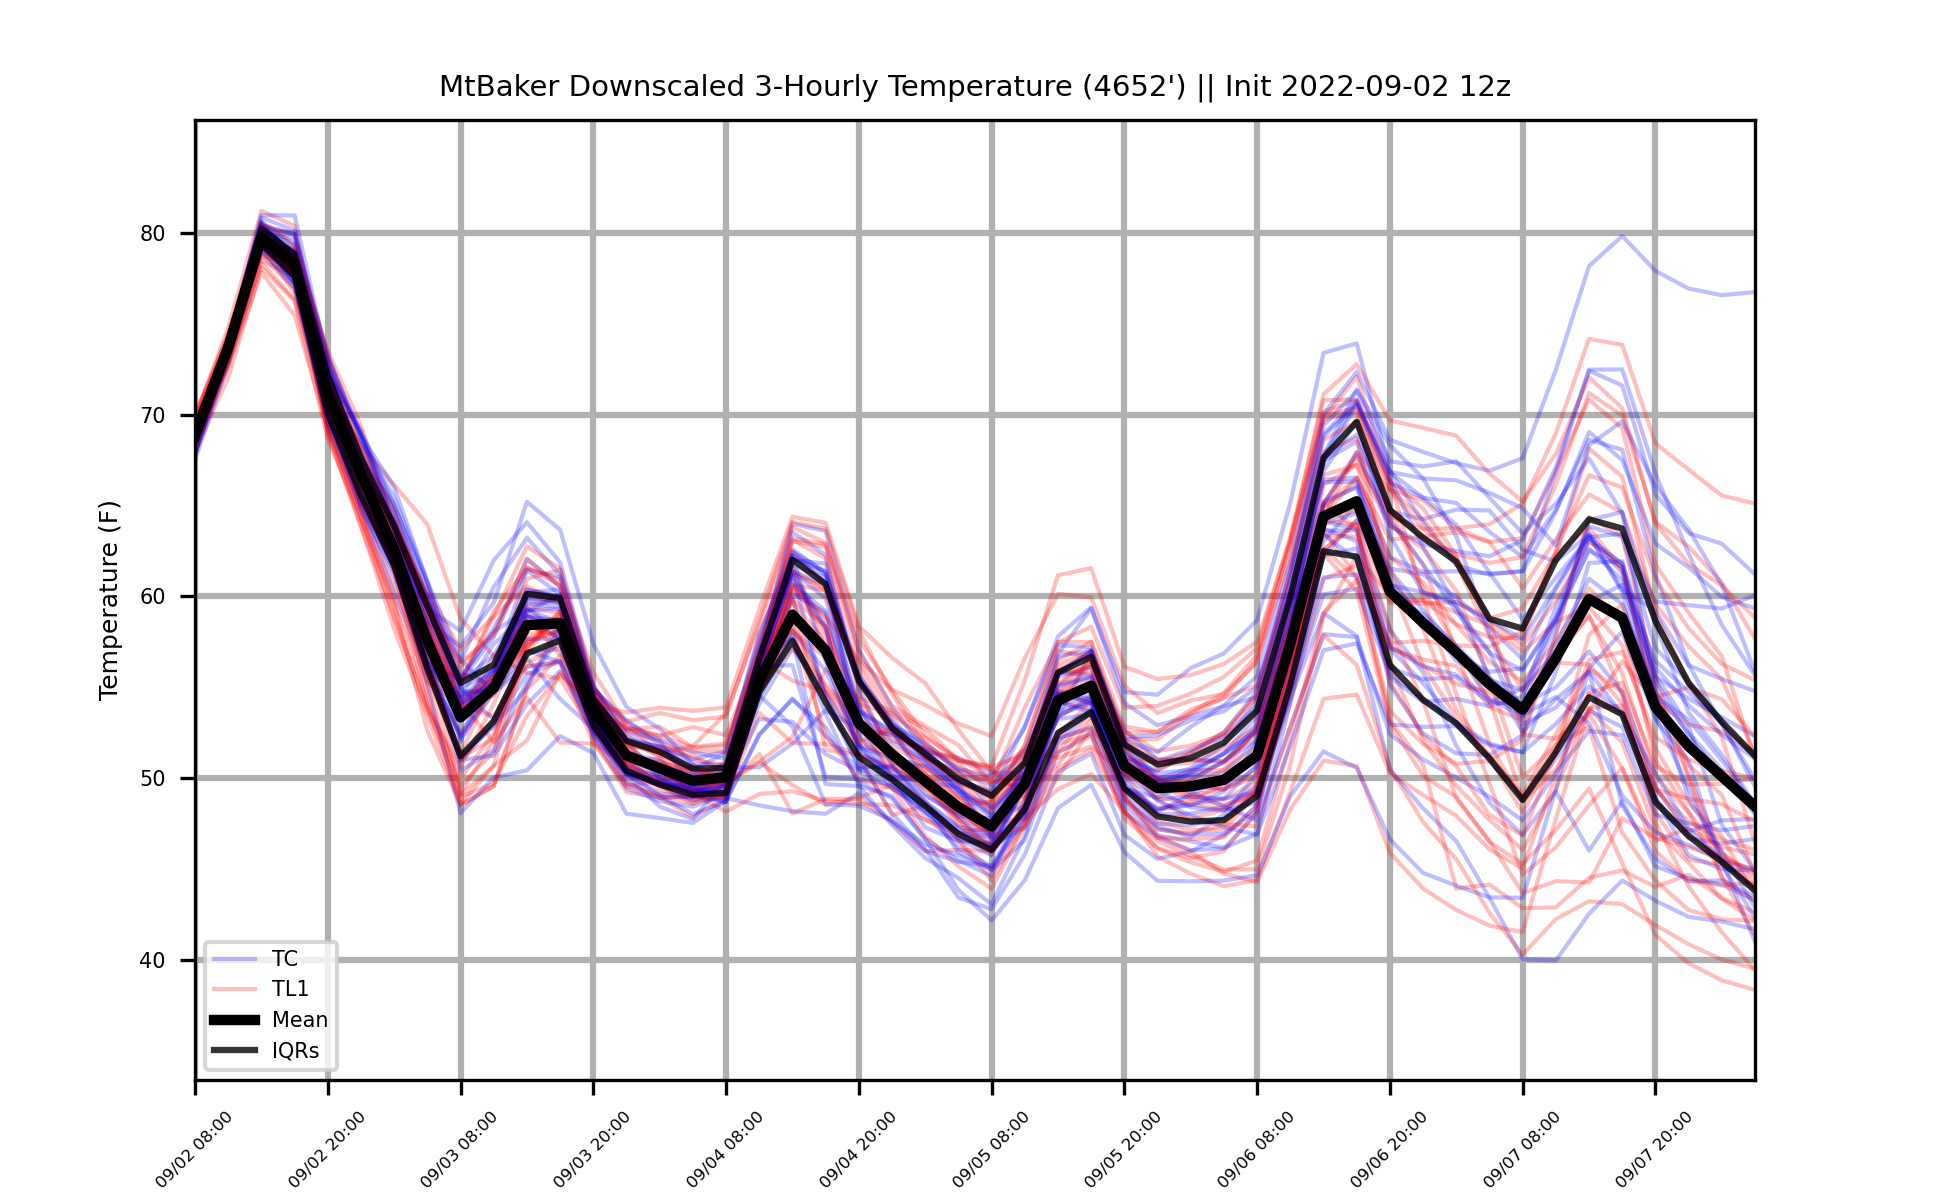 MtBaker Downscaled 3-Hourly Temperature (4652') || Init 2022-09-02 12z
Temperature (F)
80
70
60
50
40
TC
TL1
Mean
IQRs
09/02 08:00
09/02 20:00
09/03 08:00
09/03 20:00
09/04 08:00
09/04 20:00
09/05 08:00
09/05 20:00
09/06 08:00
09/06 20:00
09/07 08:00
09/07 20:00